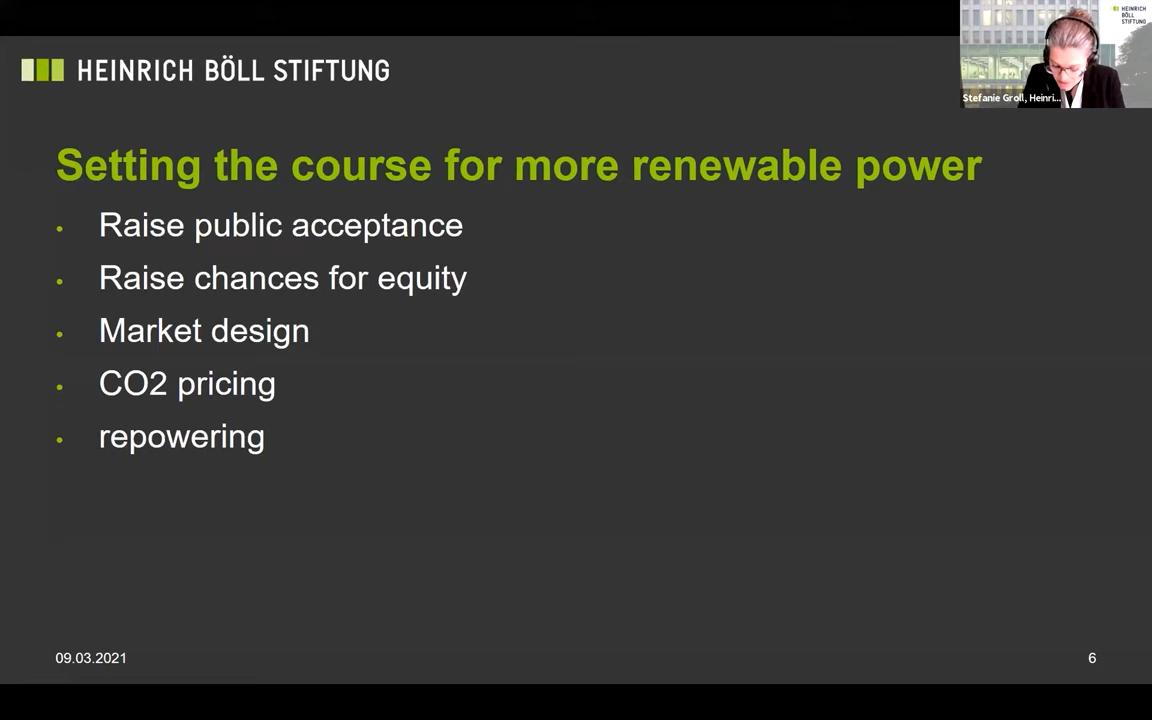 HEINRICH BÖLL STIFTUNG
HEINRICH
BÖLL
STIFTUNG
Stefanie Groll, Heinri...
Setting the course for more renewable power
• Raise public acceptance
• Raise chances for equity
• Market design
• CO2 pricing
• repowering
09.03.2021
6